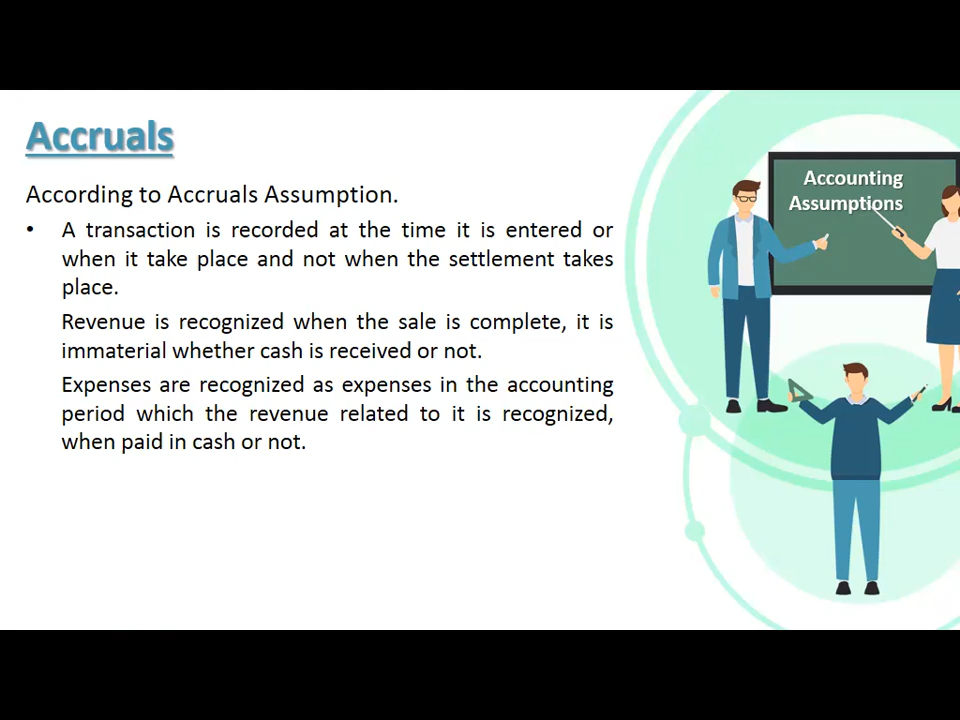 Accruals
According to Accruals Assumption.
• A transaction is recorded at the time it is entered or
when it take place and not when the settlement takes
place.
Revenue is recognized when the sale is complete, it is
immaterial whether cash is received or not.
Expenses are recognized as expenses in the accounting
period which the revenue related to it is recognized,
when paid in cash or not.
Accounting
Assumptions